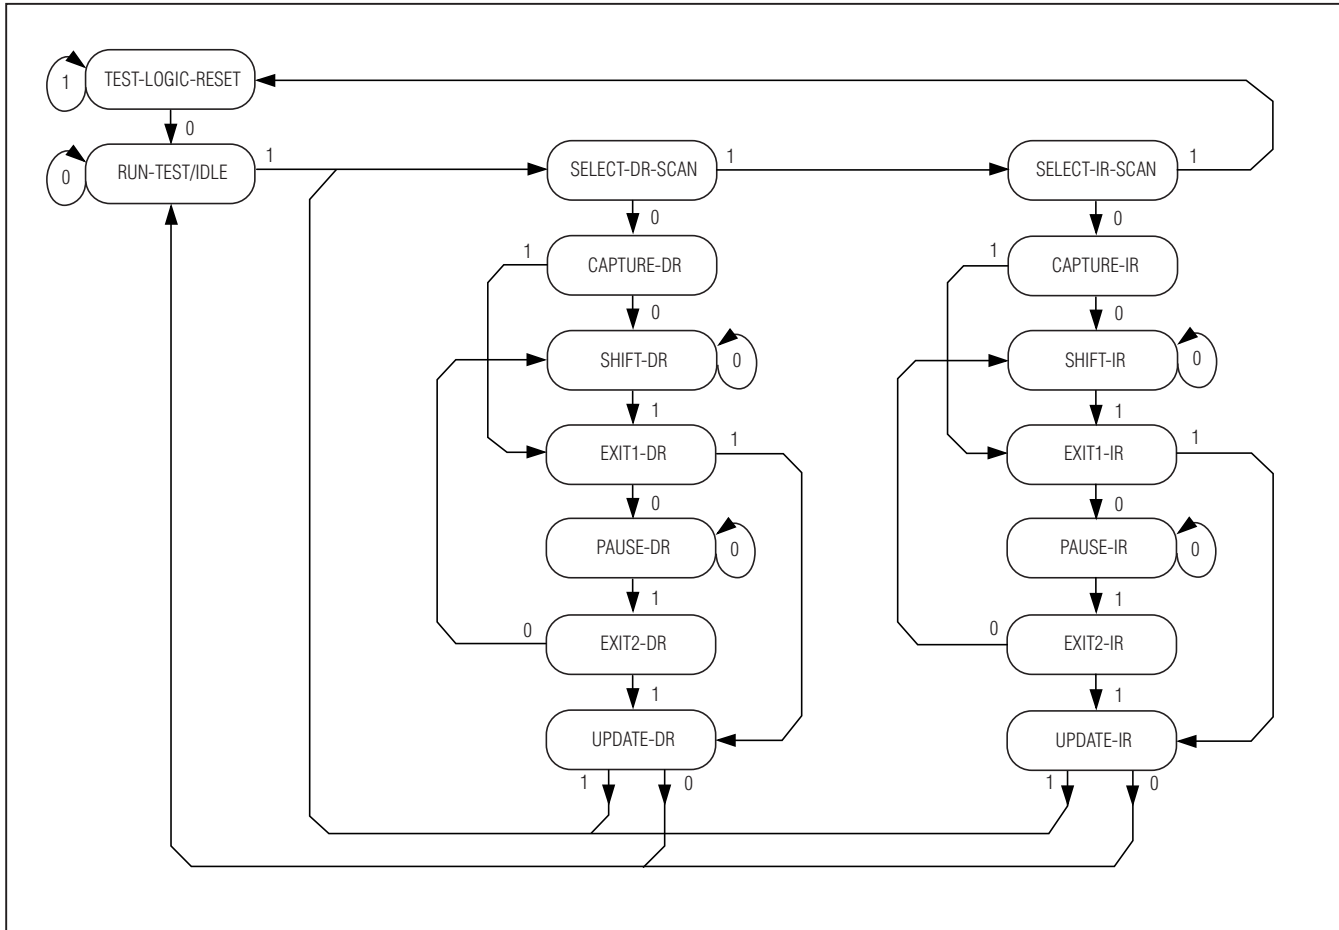 TEST-LOGIC-RESET
1
0
RUN-TEST/IDLE
0
1
SELECT-DR-SCAN
1
SELECT-IR-SCAN
1
0
0
1
CAPTURE-DR
1
CAPTURE-IR
0
0
SHIFT-DR
0
SHIFT-IR
0
1
1
EXIT1-DR
1
EXIT1-IR
1
0
0
PAUSE-DR
0
PAUSE-IR
0
1
1
0
EXIT2-DR
0
EXIT2-IR
1
1
UPDATE-DR
UPDATE-IR
1
0
1
0